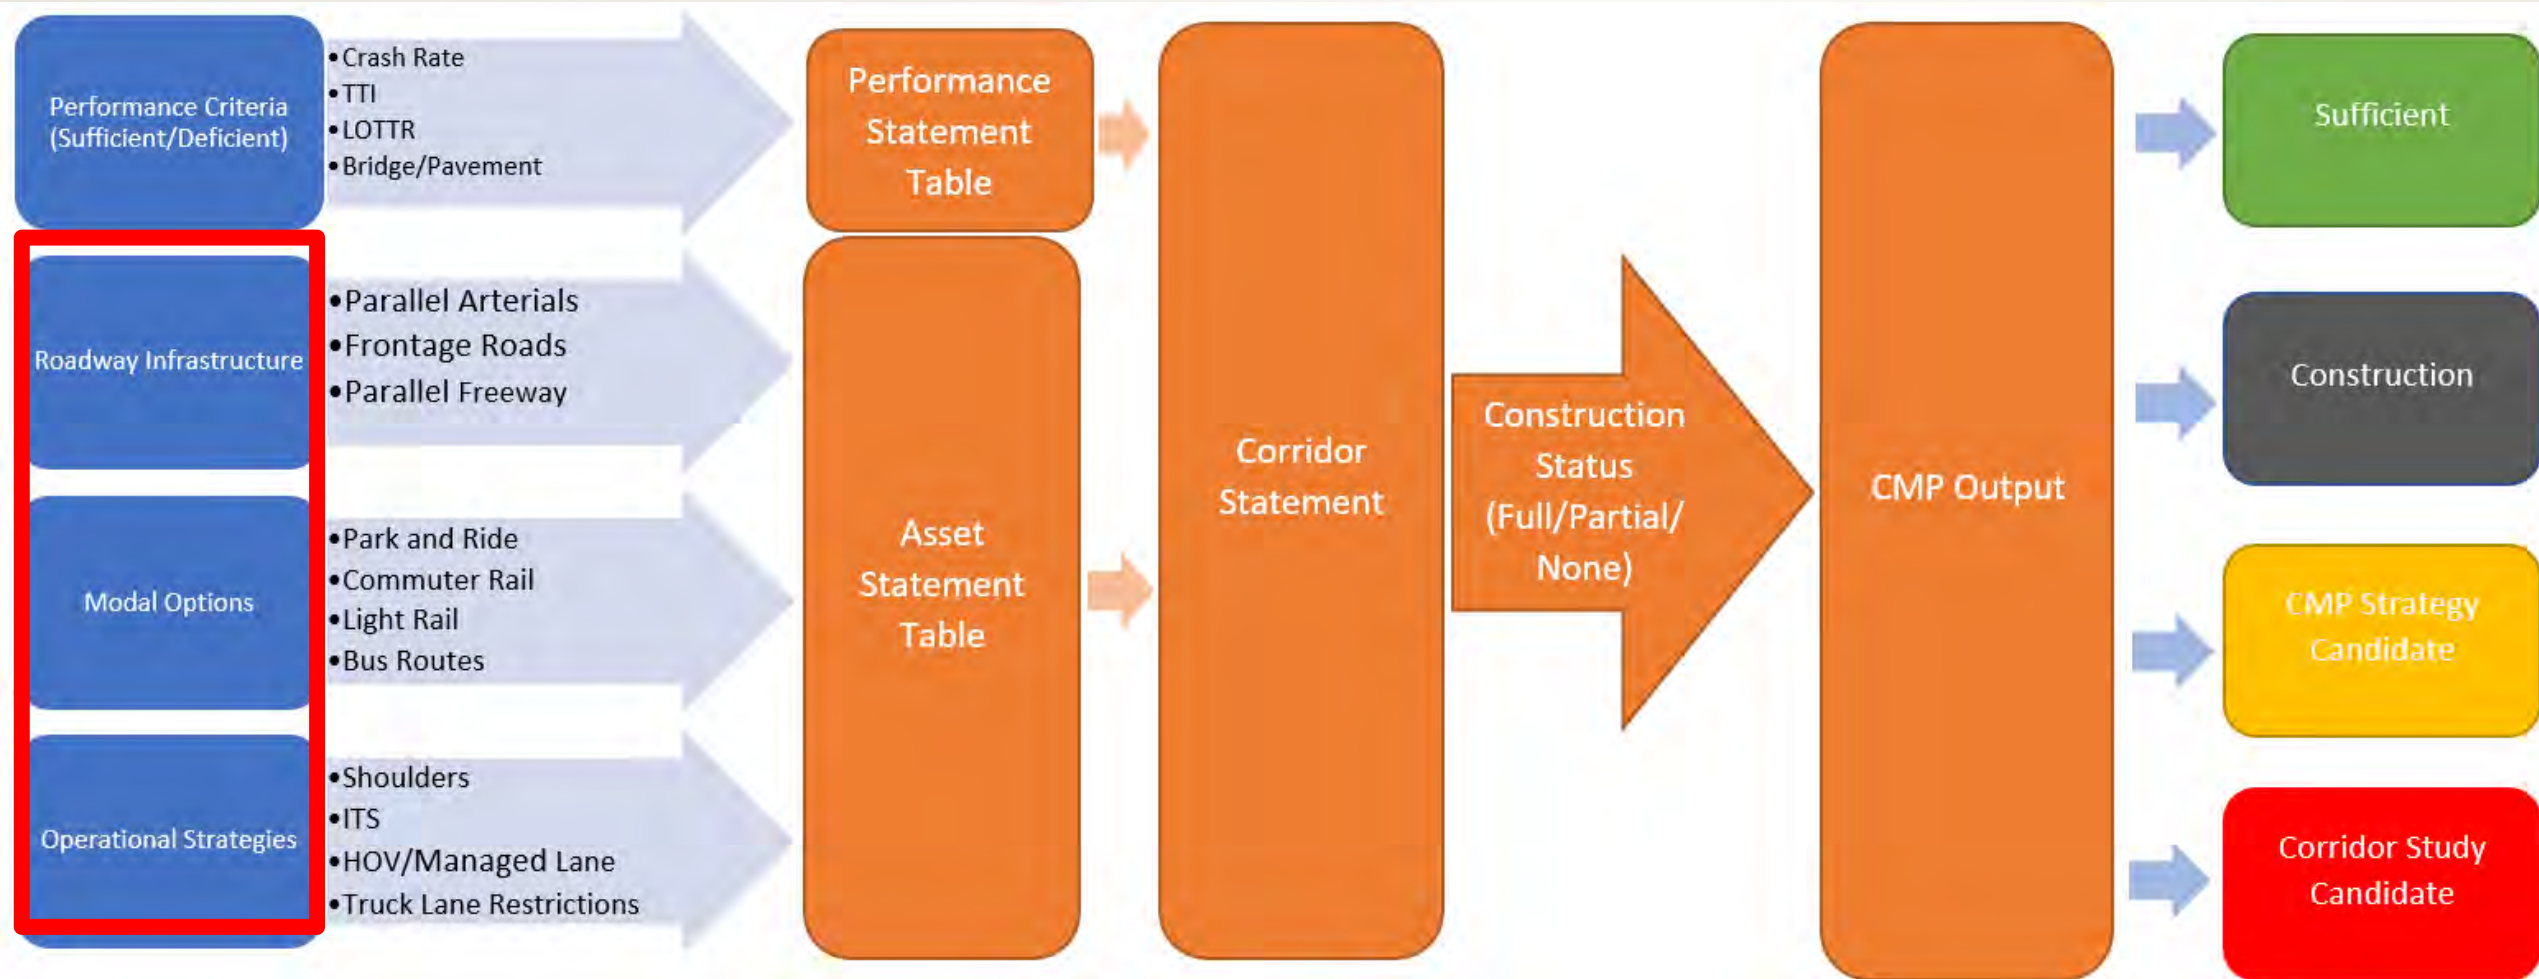 Performance Criteria
(Sufficient/Deficient)
•Crash Rate
•TTI
•LOTTR
•Bridge/Pavement
Roadway Infrastructure
•Parallel Arterials
•Frontage Roads
•Parallel Freeway
Modal Options
•Park and Ride
•Commuter Rail
•Light Rail
•Bus Routes
Operational Strategies
•Shoulders
•ITS
•HOV/Managed Lane
•Truck Lane Restrictions
Performance
Statement
Table
Asset
Statement
Table
Corridor
Statement
Construction
Status
(Full/Partial/
None)
CMP Output
Sufficient
Construction
CMP Strategy
Candidate
Corridor Study
Candidate